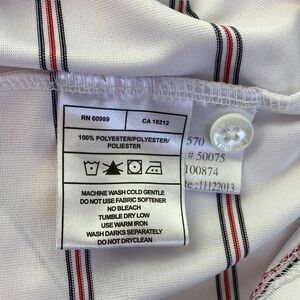 RN 60999 CA 18212
100% POLYESTER/POLYESTER/
POLIESTER
MACHINE WASH COLD GENTLE
DO NOT USE FABRIC SOFTENER
NO BLEACH
TUMBLE DRY LOW
USE WARM IRON
WASH DARKS SEPARATELY
DO NOT DRYCLEAN
570
# 50075
100874
te :11122013